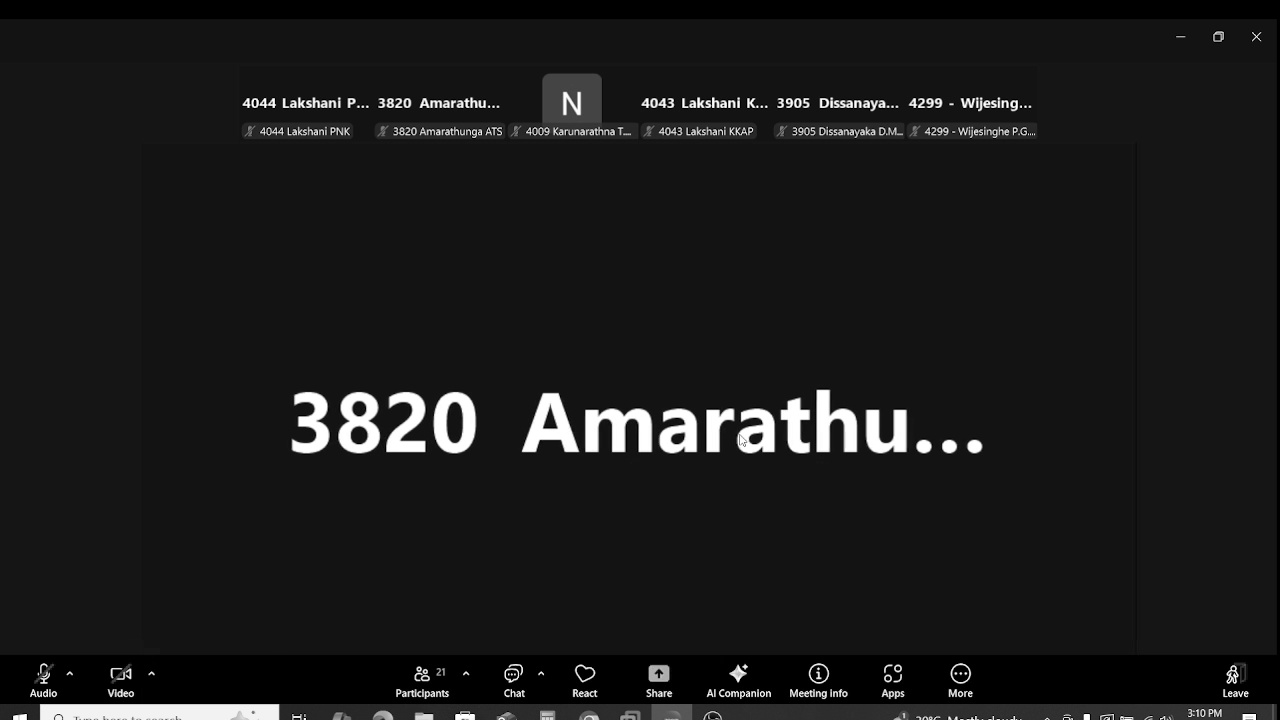 4044 Lakshani P... 3820 Amarathu... N 4043 Lakshani K... 3905 Dissanaya... 4299 - Wijesing...
4044 Lakshani PNK 3820 Amarathunga ATS 4009 Karunarathna T... 4043 Lakshani KKAP 3905 Dissanayaka D.M... 4299 - Wijesinghe P.G...
3820 Amarathu...
21
Audio Video Participants Chat React Share AI Companion Meeting Info Apps More Leave
Type here to search Mostly cloudy 3:10 PM